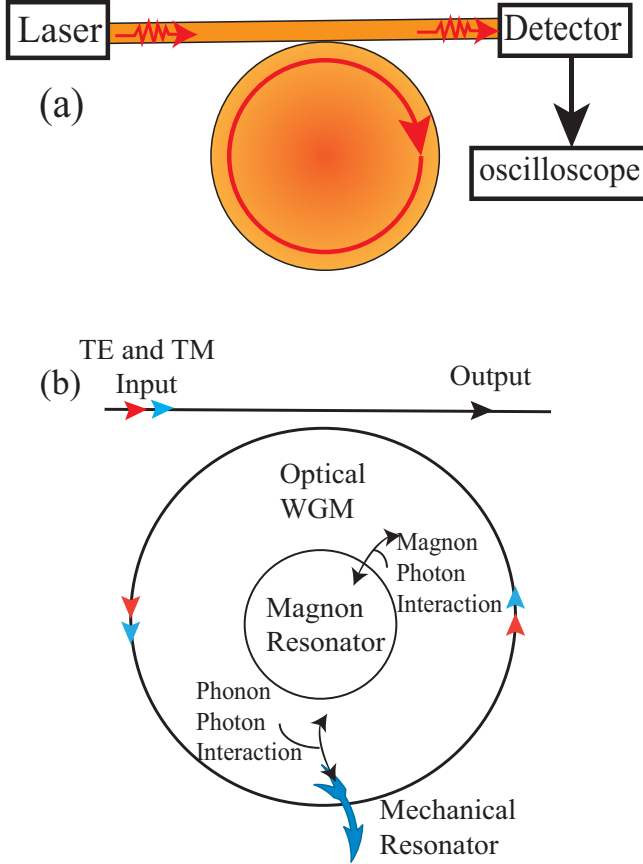 Laser
Detector
(a)
oscilloscope
TE and TM
Input
Output
(b)
Optical
WGM
Magnon
Photon
Interaction
Magnon
Resonator
Phonon
Photon
Interaction
Mechanical
Resonator